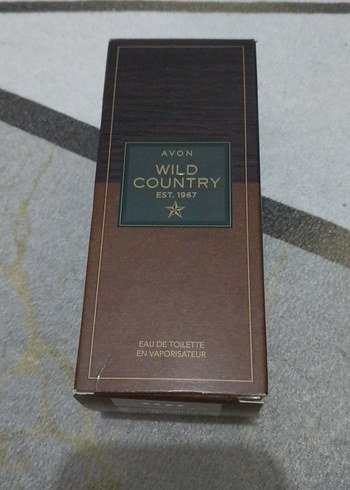 AVON
WILD
COUNTRY
EST. 1967
EAU DE TOILETTE
EN VAPORISATEUR